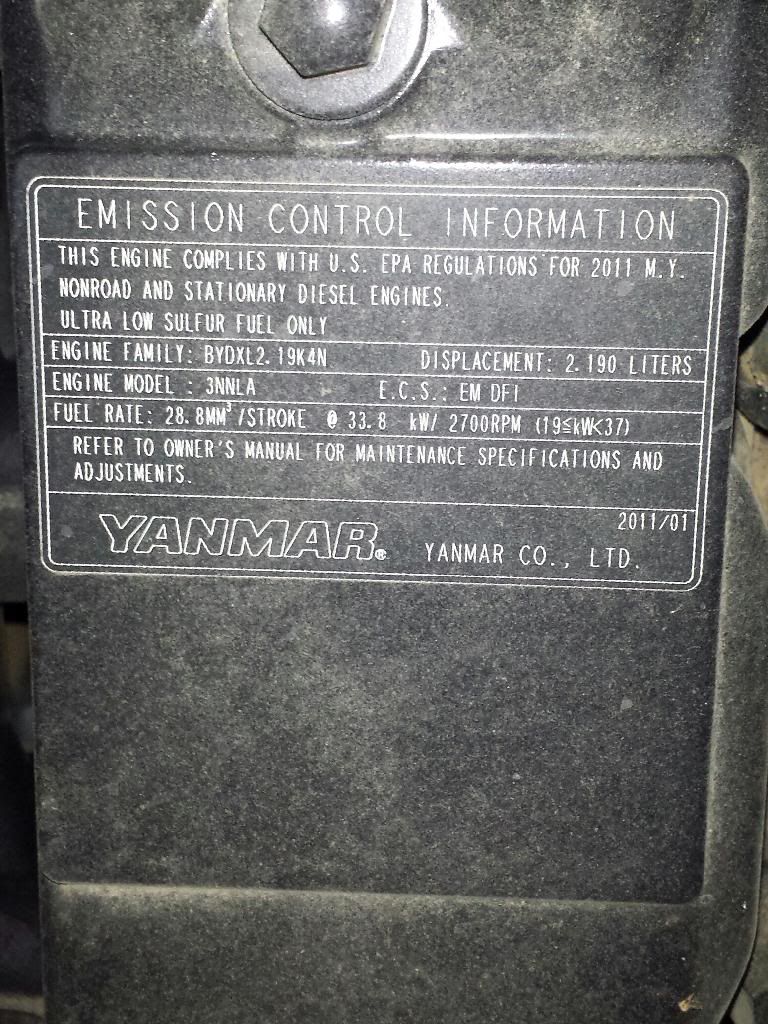 EMISSION CONTROL INFORMATION
THIS ENGINE COMPLIES WITH U.S. EPA REGULATIONS FOR 2011 M.Y.
NONROAD AND STATIONARY DIESEL ENGINES.
ULTRA LOW SULFUR FUEL ONLY
ENGINE FAMILY: BYDXL2.19K4N DISPLACEMENT: 2.190 LITERS
ENGINE MODEL : 3NNLA E.C.S.: EM DFI
FUEL RATE: 28.8MM³/STROKE @ 33.8 kW/ 2700RPM (19≦kW<37)
REFER TO OWNER'S MANUAL FOR MAINTENANCE SPECIFICATIONS AND
ADJUSTMENTS.
2011/01
YANMAR® YANMAR CO., LTD.